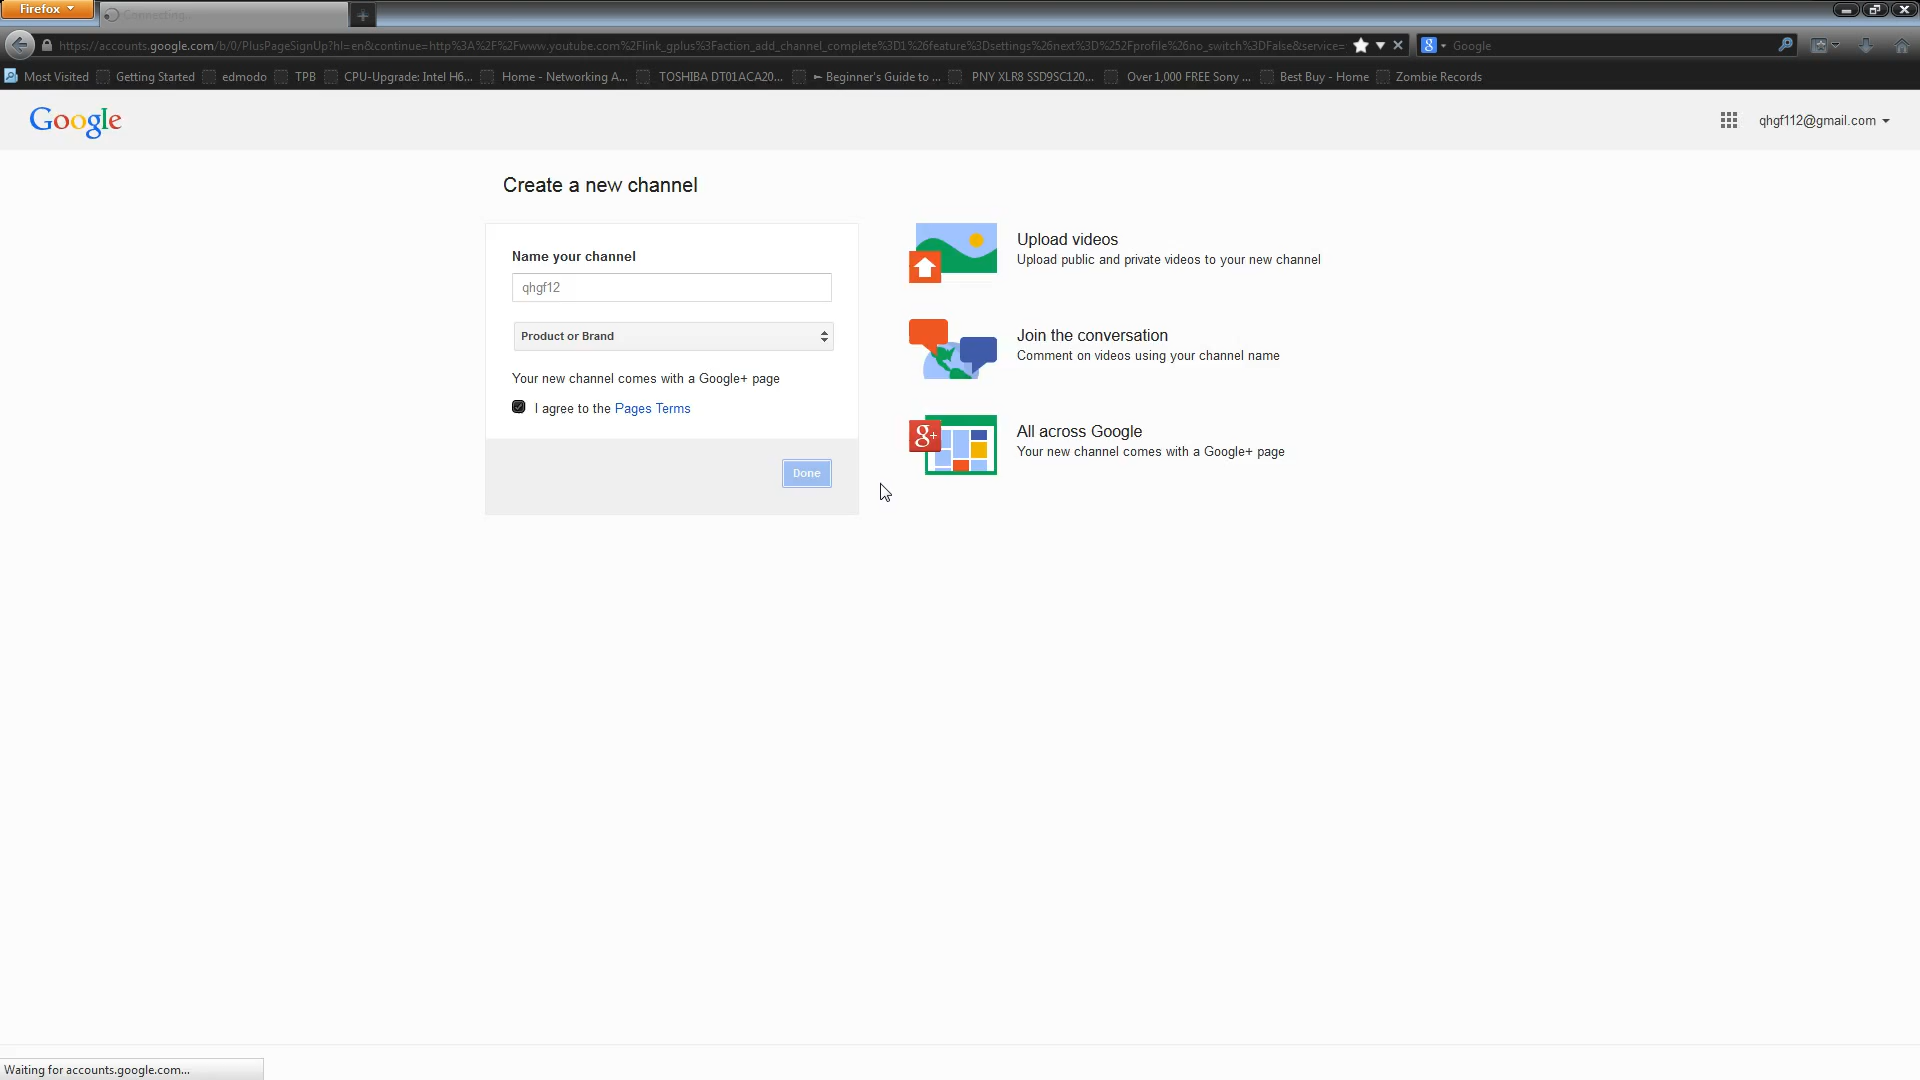 Firefox
Connecting...
https://accounts.google.com/b/0/PlusPageSignUp?hl=en&continue=http%3A%2F%2Fwww.youtube.com%2Flink_gplus%3Faction_add_channel_complete%3D1%26feature%3Dsettings%26next%3D%252Fprofile%26no_switch%3DFalse&service=
Google
Most Visited Getting Started edmodo TPB CPU-Upgrade: Intel H6... Home - Networking A... TOSHIBA DT01ACA20... ► Beginner's Guide to ... PNY XLR8 SSD9SC120... Over 1,000 FREE Sony ... Best Buy - Home Zombie Records
Google
qhgf112@gmail.com
Create a new channel
Name your channel
qhgf12
Product or Brand
Your new channel comes with a Google+ page
I agree to the Pages Terms
Done
Upload videos
Upload public and private videos to your new channel
Join the conversation
Comment on videos using your channel name
g+
All across Google
Your new channel comes with a Google+ page
Waiting for accounts.google.com...